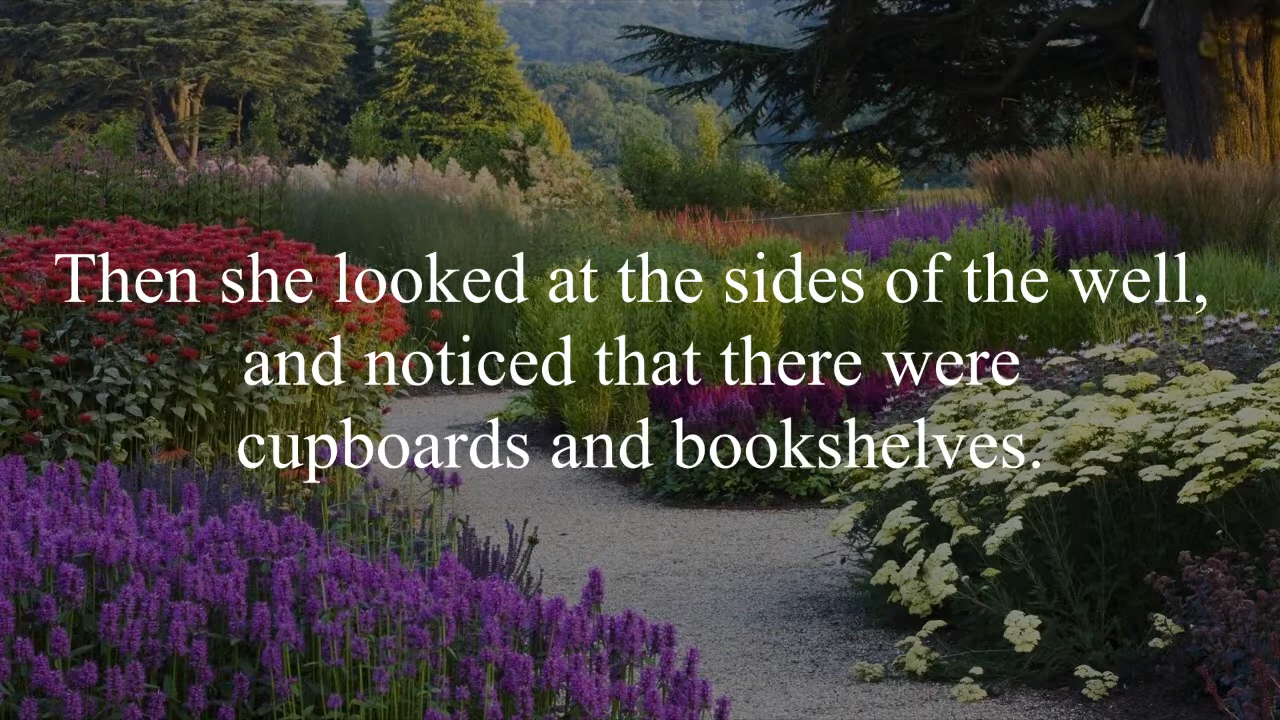 Then she looked at the sides of the well,
and noticed that there were
cupboards and bookshelves.